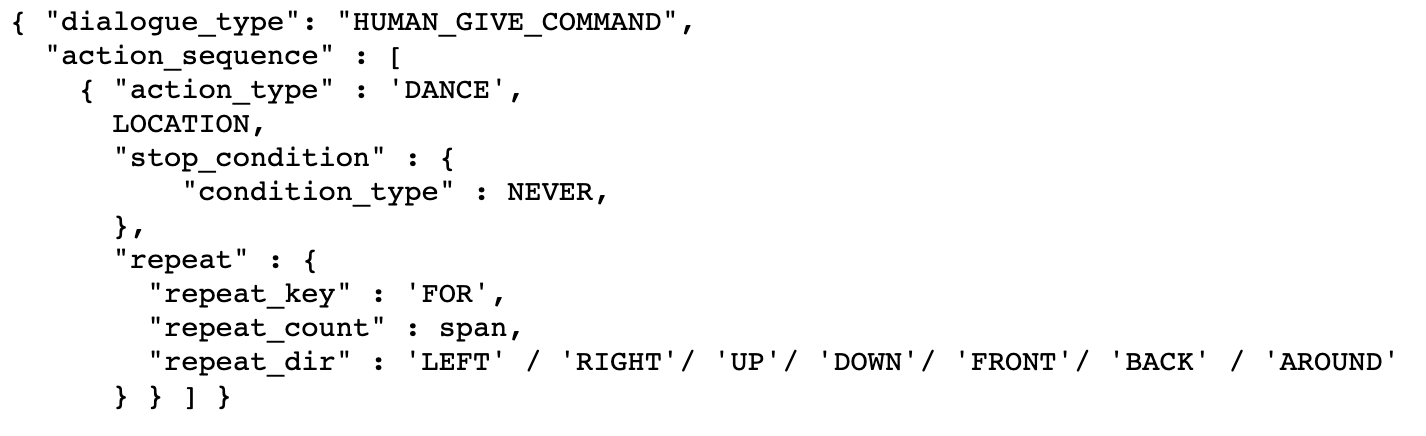 { "dialogue_type": "HUMAN_GIVE_COMMAND",
"action_sequence" : [
{ "action_type" : 'DANCE',
LOCATION,
"stop_condition" : {
"condition_type" : NEVER,
},
"repeat" : {
"repeat_key" : 'FOR',
"repeat_count" : span,
"repeat_dir" : 'LEFT' / 'RIGHT'/ 'UP'/ 'DOWN'/ 'FRONT'/ 'BACK' / 'AROUND'
} } ] }